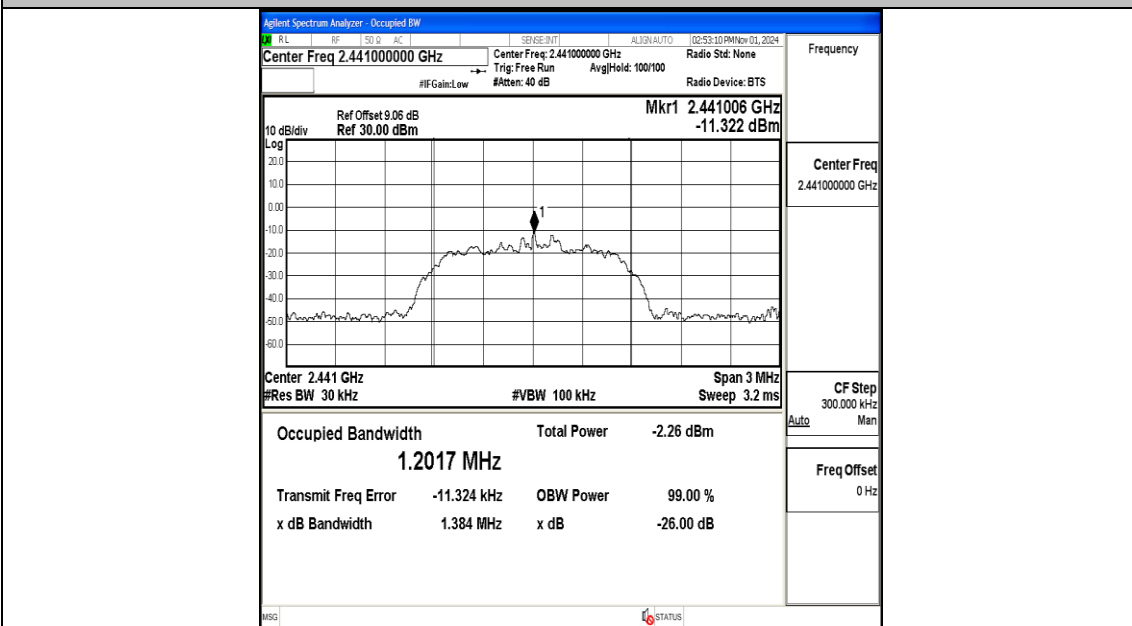 Agilent Spectrum Analyzer - Occupied BW
RL RF 50 Ω AC SENSE:INT ALIGN AUTO 02:53:10 PM Nov 01, 2024
Center Freq 2.441000000 GHz
Center Freq: 2.441000000 GHz
Radio Std: None
Trig: Free Run Avg|Hold: 100/100
#IFGain:Low #Atten: 40 dB Radio Device: BTS
Frequency
Mkr1 2.441006 GHz
-11.322 dBm
Ref Offset 9.06 dB
10 dB/div Ref 30.00 dBm
Log
20.0
10.0
0.00
-10.0
-20.0
-30.0
-40.0
-50.0
-60.0
1
Center 2.441 GHz Span 3 MHz
#Res BW 30 kHz #VBW 100 kHz Sweep 3.2 ms
Occupied Bandwidth Total Power -2.26 dBm
1.2017 MHz
Transmit Freq Error -11.324 kHz OBW Power 99.00 %
x dB Bandwidth 1.384 MHz x dB -26.00 dB
Center Freq
2.441000000 GHz
CF Step
300.000 kHz
Auto Man
Freq Offset
0 Hz
MSG STATUS